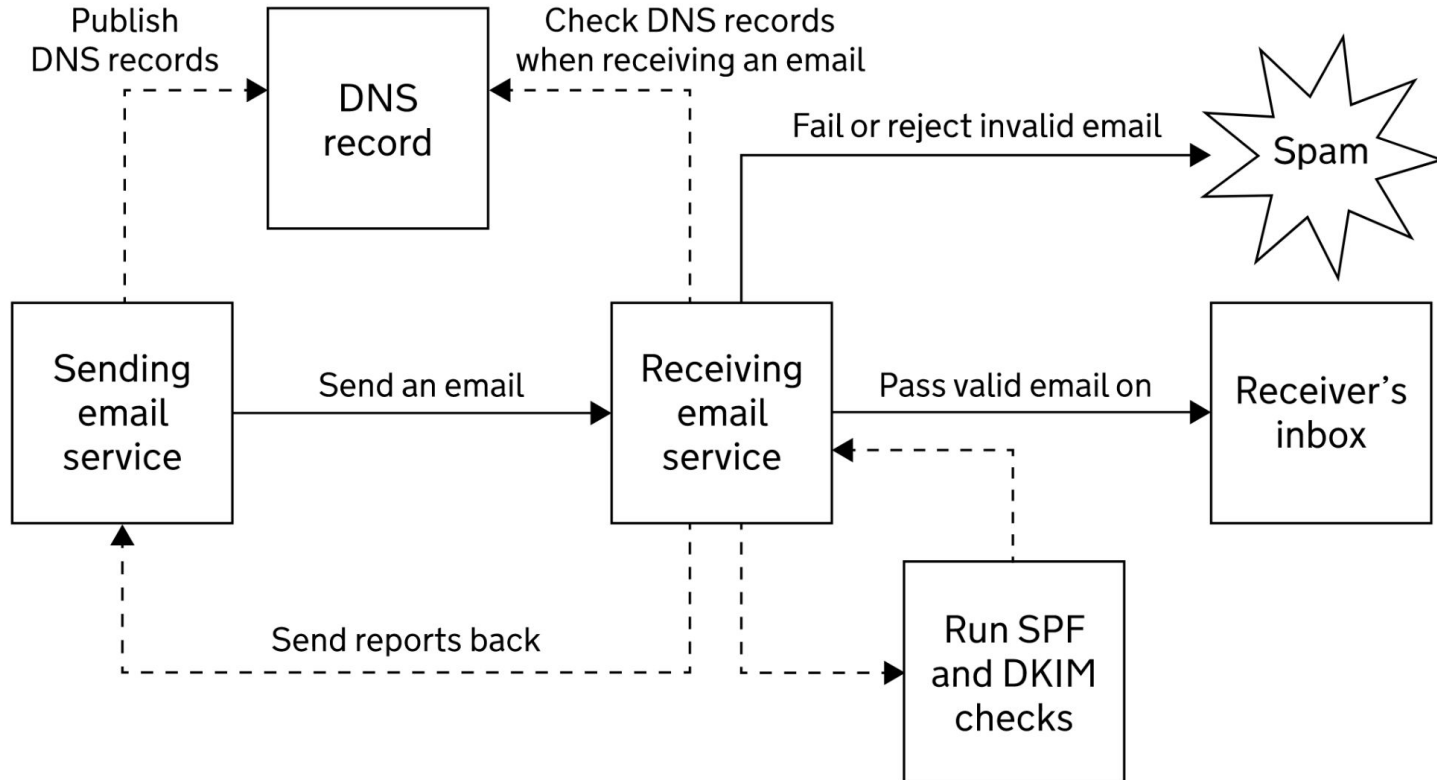 Publish
DNS records
DNS
record
Check DNS records
when receiving an email
Fail or reject invalid email
Spam
Sending
email
service
Send an email
Receiving
email
service
Pass valid email on
Receiver’s
inbox
Send reports back
Run SPF
and DKIM
checks